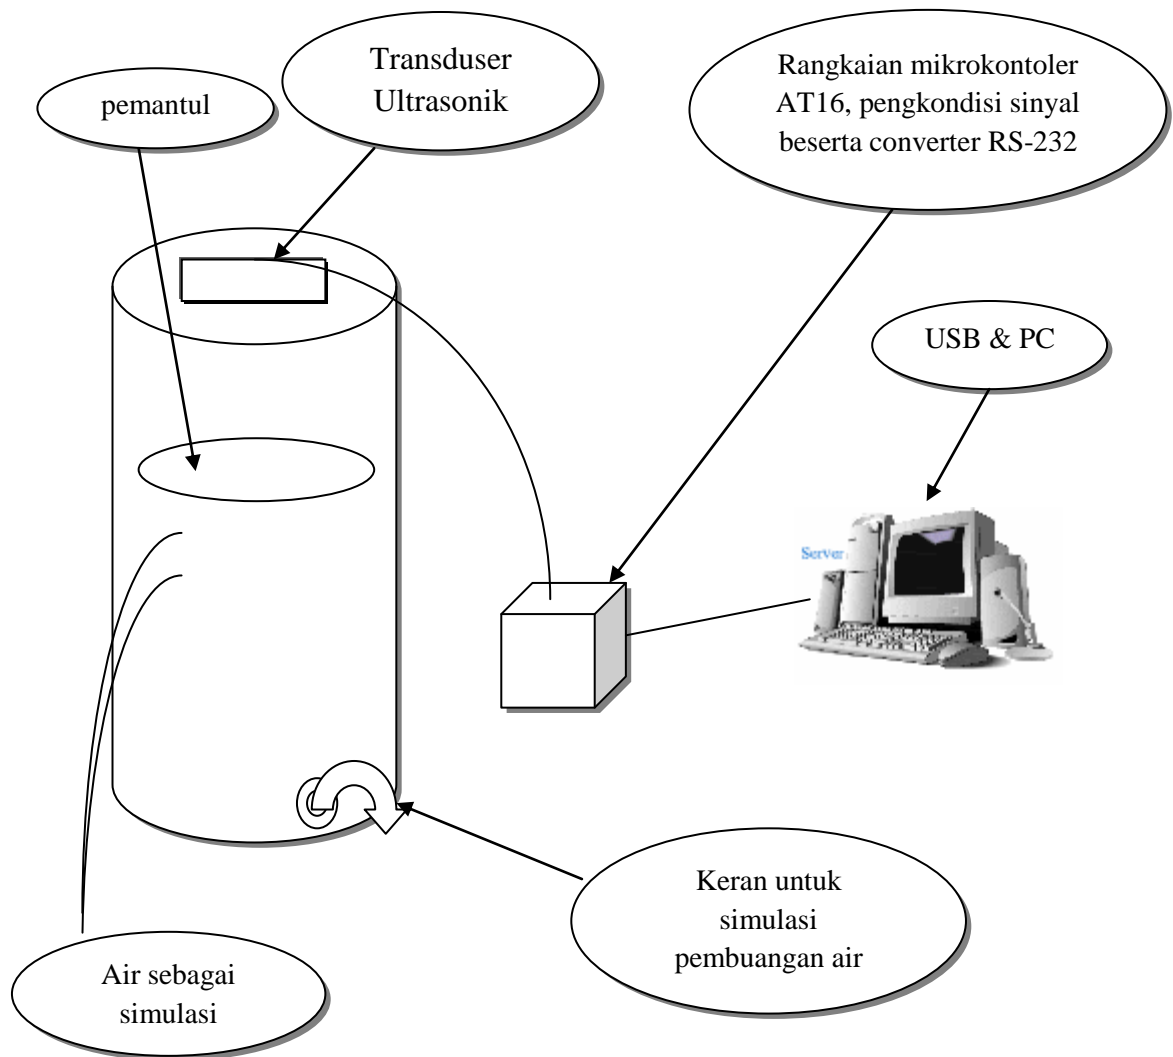 Transduser
Ultrasonik
pemantul
Rangkaian mikrokontoler
AT16, pengkondisi sinyal
beserta converter RS-232
USB & PC
Server
Keran untuk
simulasi
pembuangan air
Air sebagai
simulasi